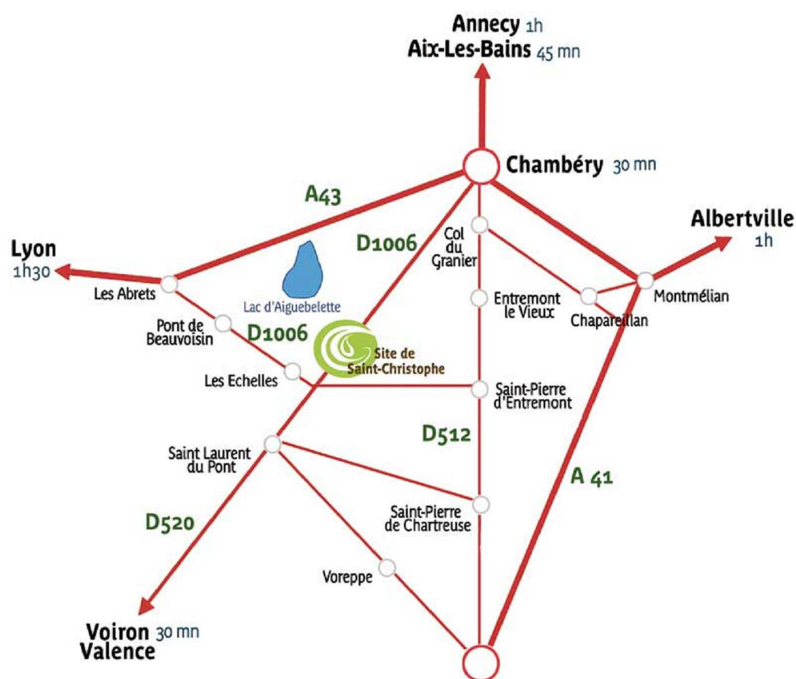 Annecy 1h
Aix-Les-Bains 45 mn
Chambéry 30 mn
A43
Albertville
1h
D1006
Col
du
Granier
Lyon
1h30
Les Abrets
Lac d'Aiguebelette
Entremont
le Vieux
Chapareillan
Montmélian
Pont de
Beauvoisin
D1006
Site de
Saint-Christophe
Les Echelles
Saint-Pierre
d'Entremont
D512
Saint Laurent
du Pont
A 41
Saint-Pierre
de Chartreuse
D520
Voreppe
Voiron 30 mn
Valence